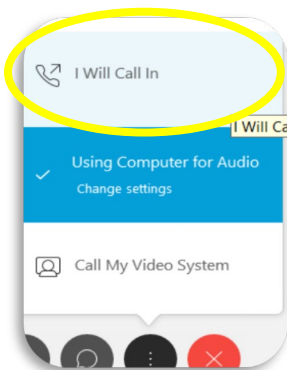 I Will Call In
I Will Ca
Using Computer for Audio
Change settings
Call My Video System